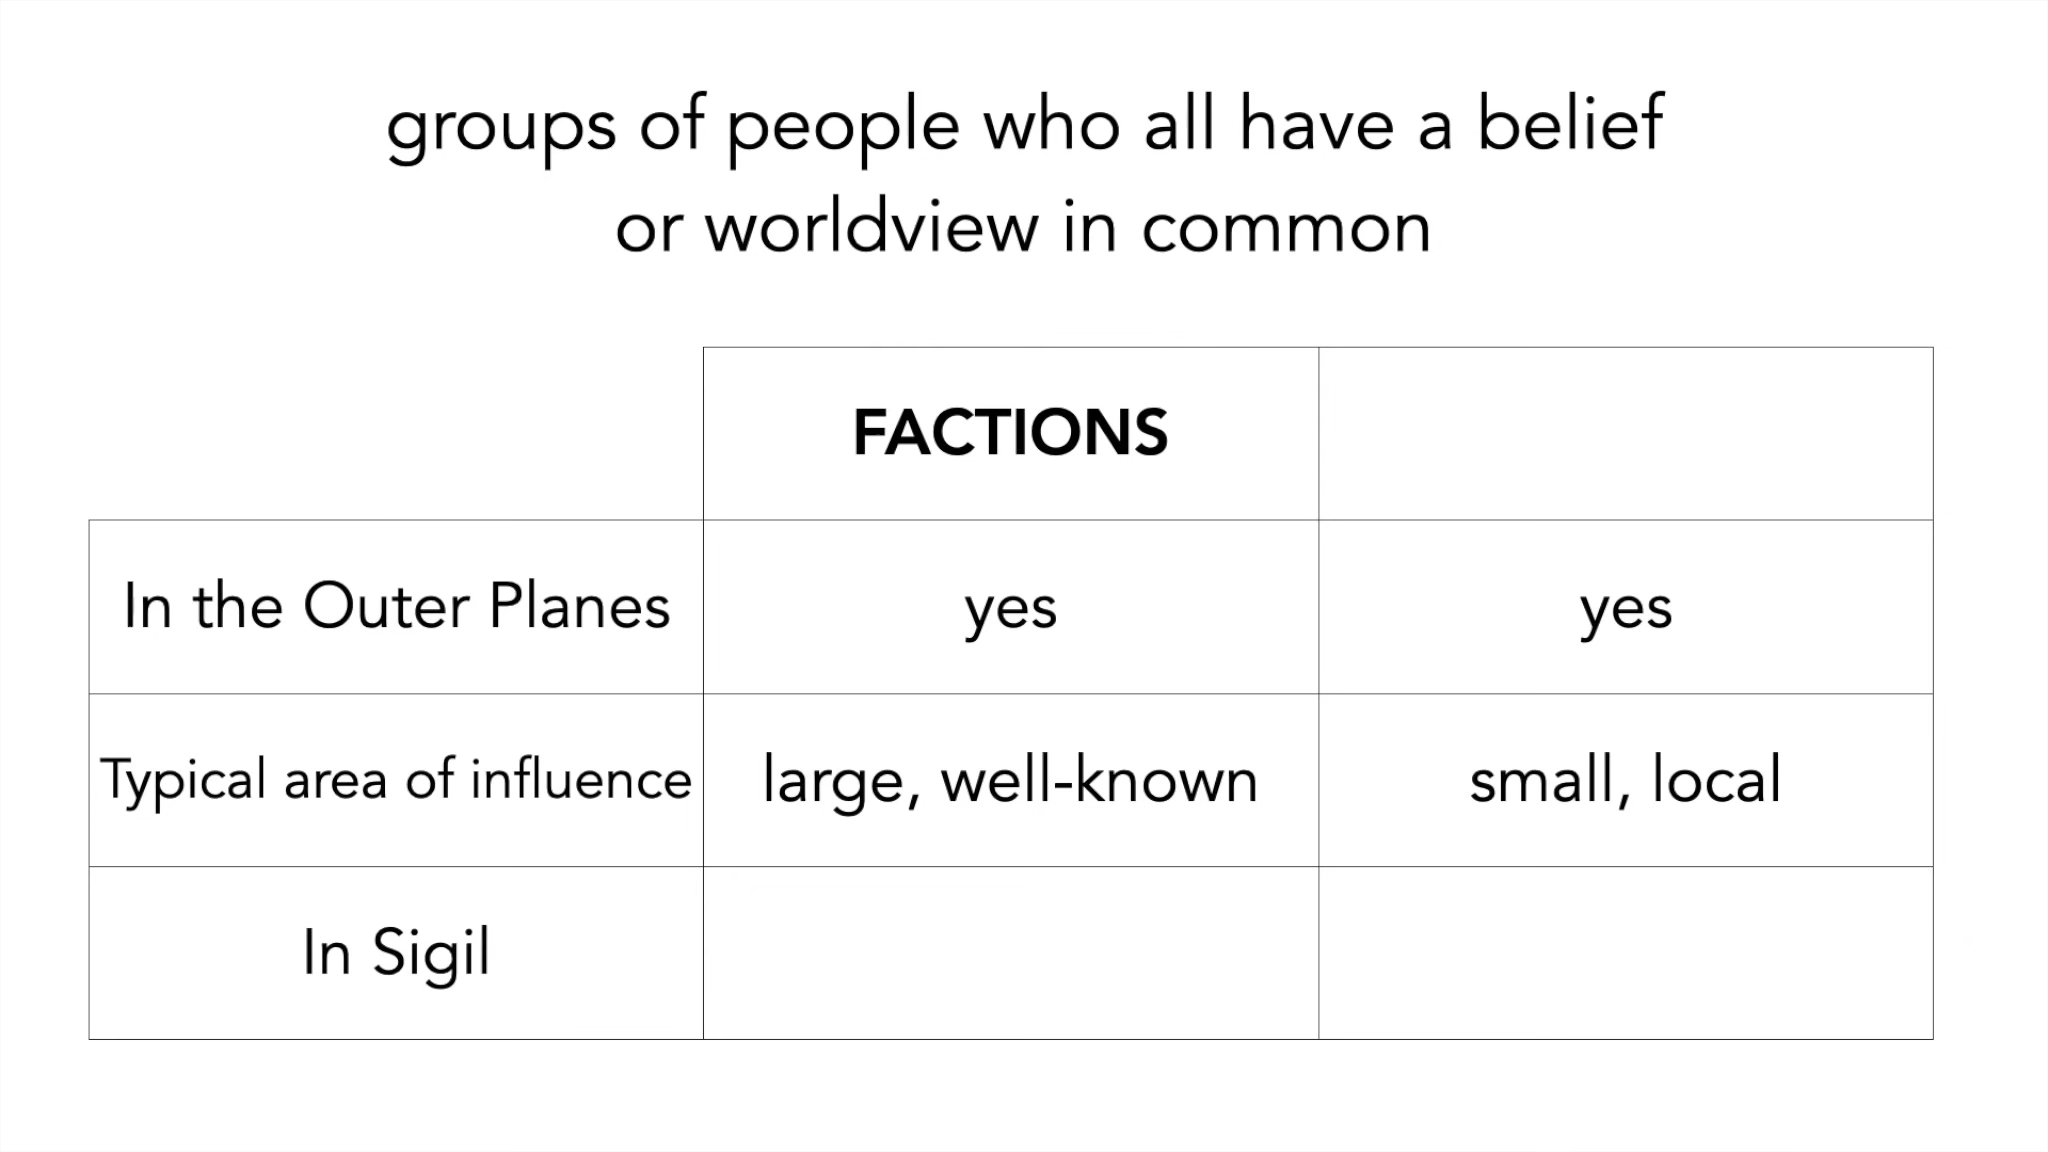 groups of people who all have a belief
or worldview in common
FACTIONS
In the Outer Planes yes yes
Typical area of influence large, well-known small, local
In Sigil